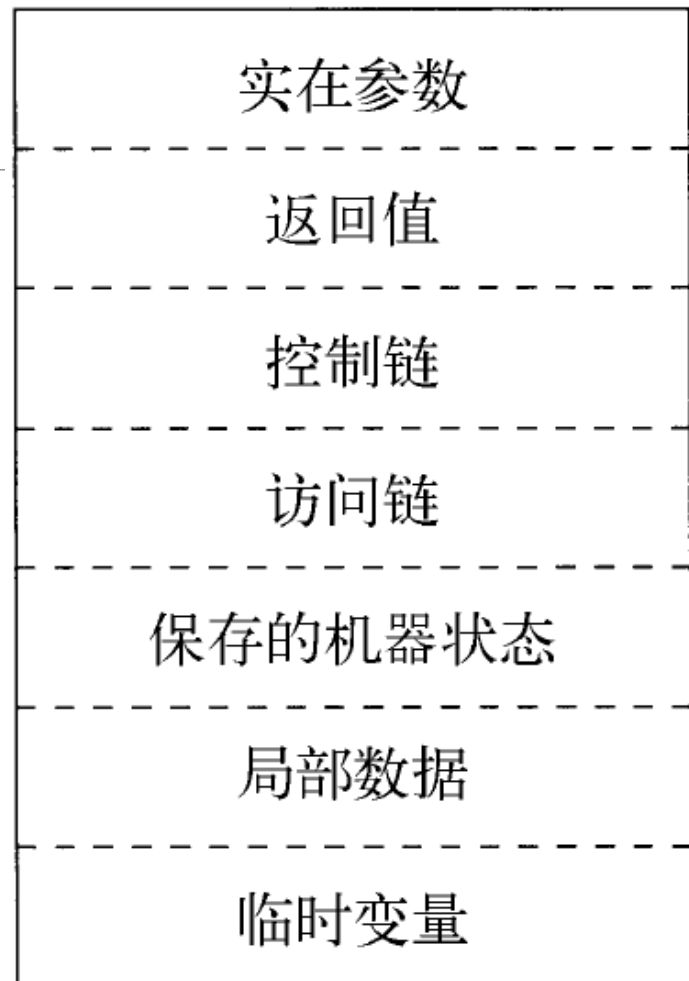 实在参数
返回值
控制链
访问链
保存的机器状态
局部数据
临时变量